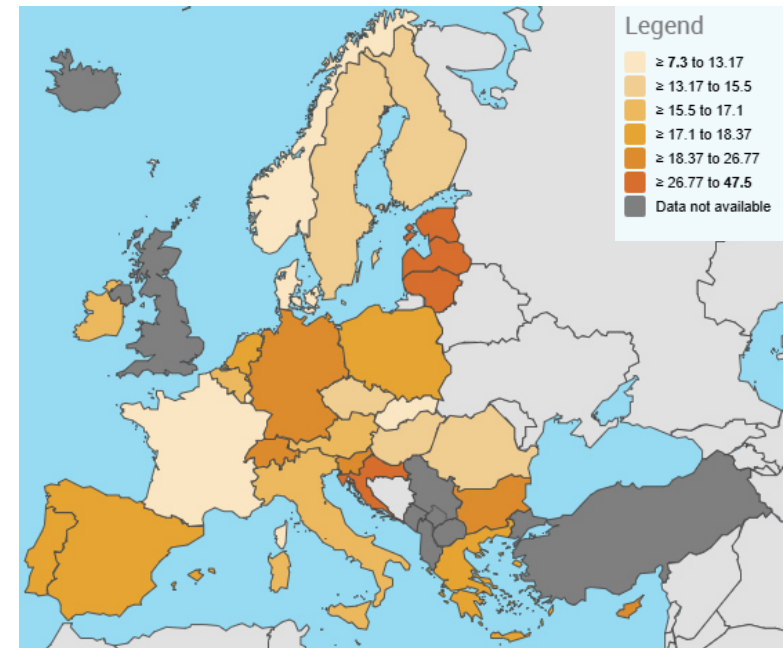 Legend
≥ 7.3 to 13.17
≥ 13.17 to 15.5
≥ 15.5 to 17.1
≥ 17.1 to 18.37
≥ 18.37 to 26.77
≥ 26.77 to 47.5
Data not available